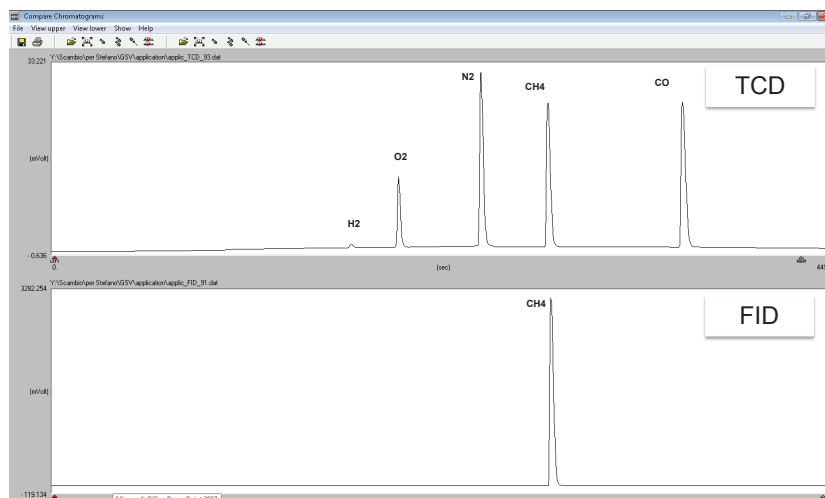 Compare Chromatograms
File View upper View lower Show Help
Y:\Scambio\per Stefano\GSV\application\applic_TCD_93.dat
33.221
N2
CH4
CO
TCD
(mVolt)
O2
H2
-0.636
0.
(sec)
Y:\Scambio\per Stefano\GSV\application\applic_FID_91.dat
3282.254
CH4
FID
(mVolt)
-119.134